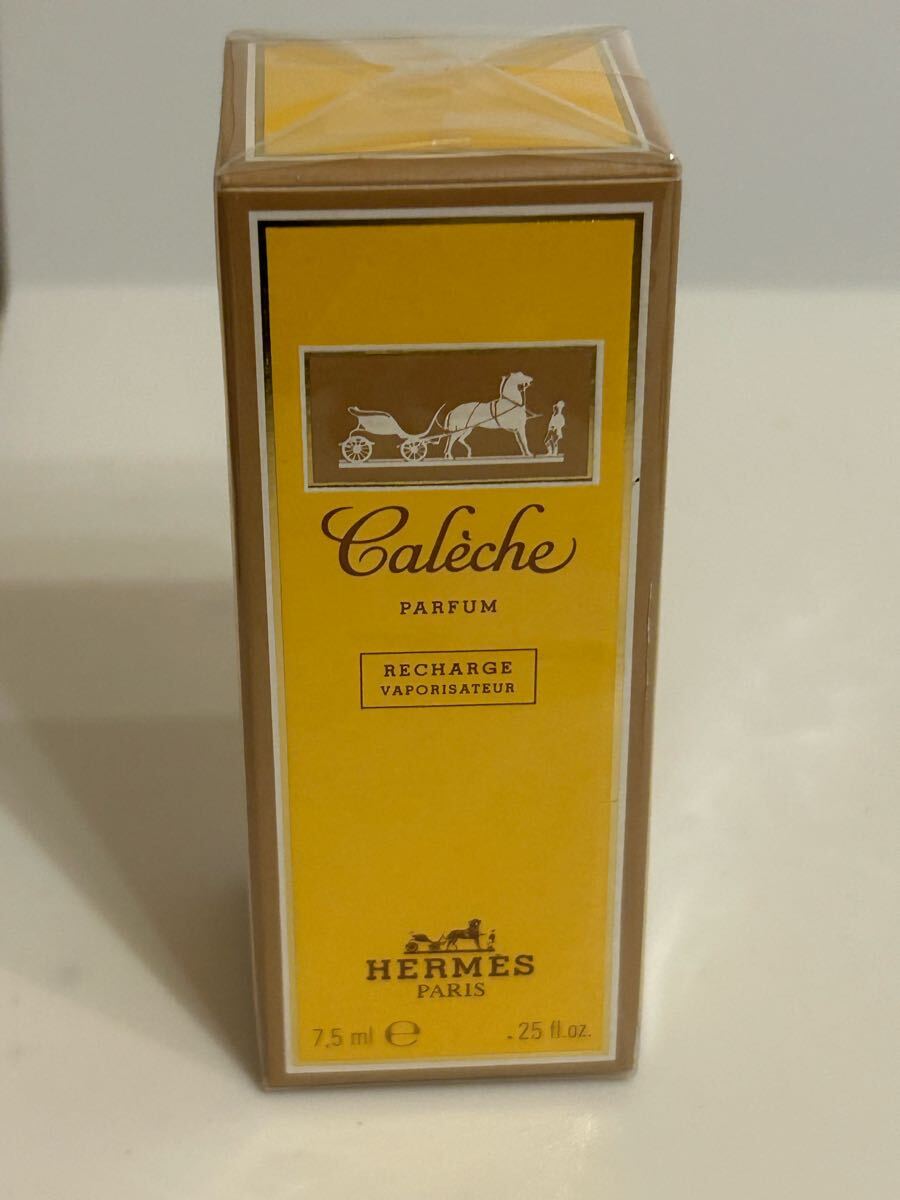 Calèche
PARFUM
RECHARGE
VAPORISATEUR
HERMÈS
PARIS
7,5 ml ℮ .25 fl.oz.